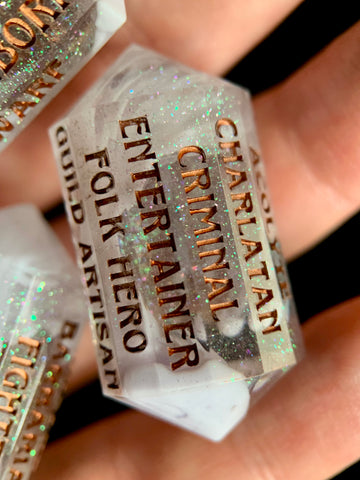 ACOLYTE
CHARLATAN
CRIMINAL
ENTERTAINER
FOLK HERO
GUILD ARTISAN